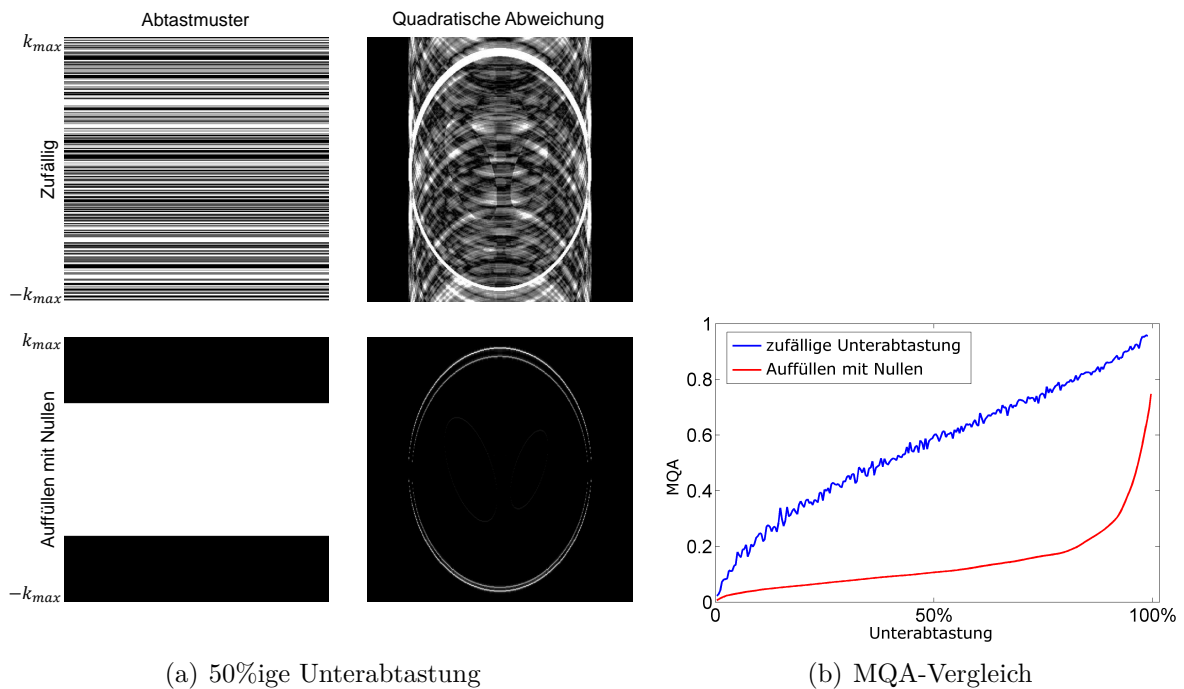 Abtastmuster
Quadratische Abweichung
k_max
Zufällig
−k_max
k_max
Auffüllen mit Nullen
−k_max
1
0.8
0.6
0.4
0.2
0
MQA
zufällige Unterabtastung
Auffüllen mit Nullen
0
50%
100%
Unterabtastung
(a) 50%ige Unterabtastung
(b) MQA-Vergleich